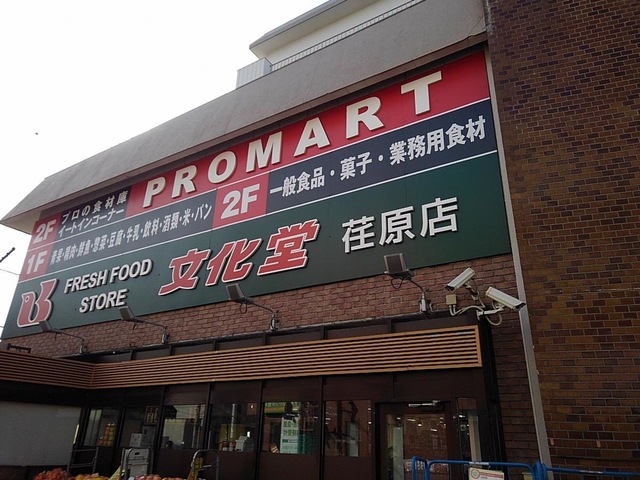 PROMART
2F プロの食材庫
イートインコーナー
2F 一般食品・菓子・業務用食材
1F 青果・精肉・鮮魚・惣菜・豆腐・牛乳・飲料・酒類・米・パン
FRESH FOOD
STORE
文化堂 荏原店